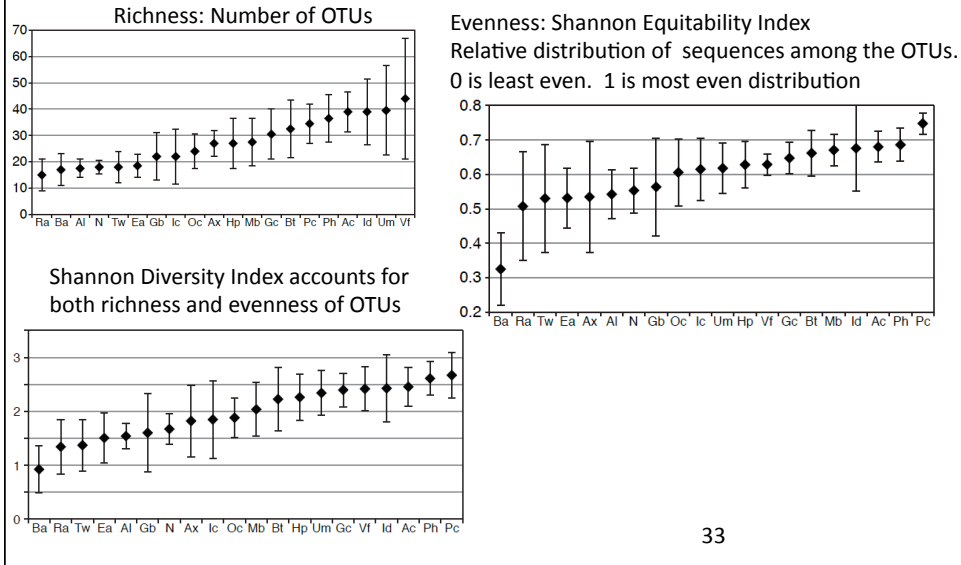 Richness: Number of OTUs
70
60
50
40
30
20
10
0
Ra Ba Al N Tw Ea Gb Ic Oc Ax Hp Mb Gc Bt Pc Ph Ac Id Um Vf
Evenness: Shannon Equitability Index
Relative distribution of sequences among the OTUs.
0 is least even. 1 is most even distribution
0.8
0.7
0.6
0.5
0.4
0.3
0.2
Ba Ra Tw Ea Ax Al N Gb Oc Ic Um Hp Vf Gc Bt Mb Id Ac Ph Pc
Shannon Diversity Index accounts for
both richness and evenness of OTUs
3
2
1
0
Ba Ra Tw Ea Al Gb N Ax Ic Oc Mb Bt Hp Um Gc Vf Id Ac Ph Pc
33